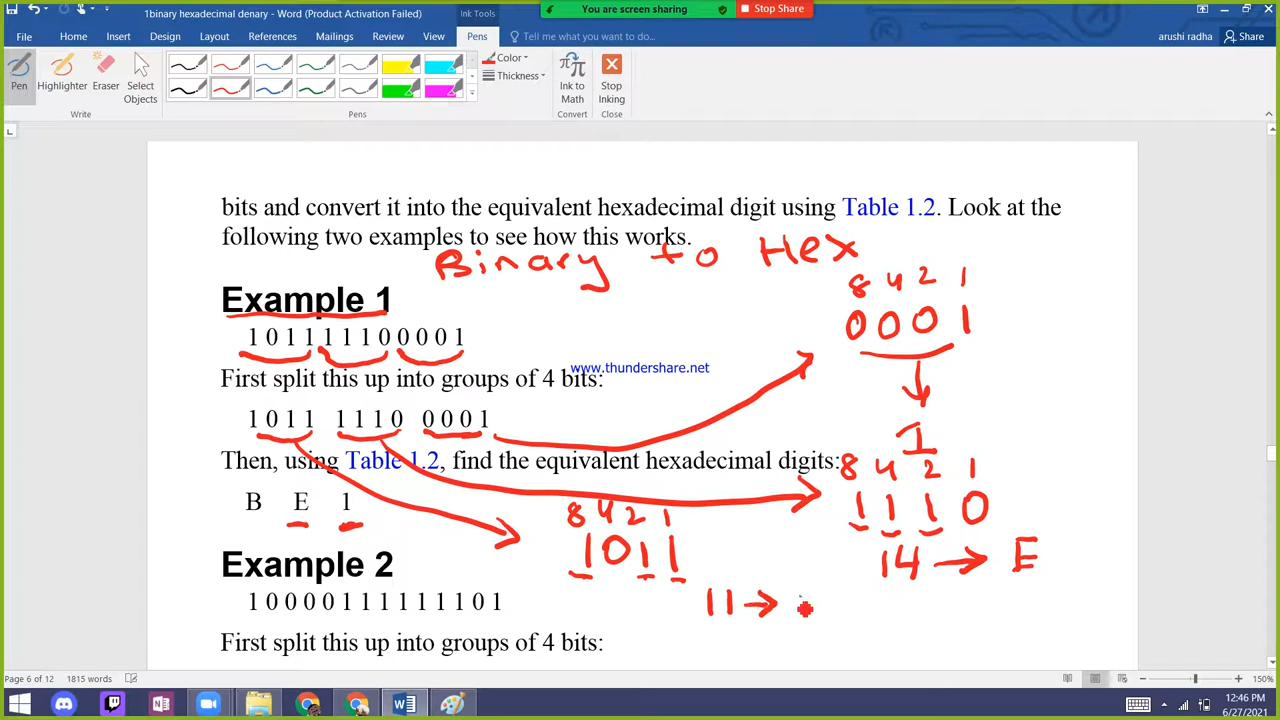 1binary hexadecimal denary - Word (Product Activation Failed)
Ink Tools
You are screen sharing
Stop Share
File Home Insert Design Layout References Mailings Review View Pens Tell me what you want to do...
arushi radha Share
Pen Highlighter Eraser Select Objects
Color
Thickness
Ink to Math
Stop Inking
Write Pens Convert Close
bits and convert it into the equivalent hexadecimal digit using Table 1.2. Look at the
following two examples to see how this works.
Binary to Hex
Example 1
8 4 2 1
1 0 1 1 1 1 1 0 0 0 0 1
0 0 0 1
www.thundershare.net
First split this up into groups of 4 bits:
1 0 1 1 1 1 1 0 0 0 0 1
1
Then, using Table 1.2, find the equivalent hexadecimal digits:
8 4 2 1
B E 1
1 1 1 0
8 4 2 1
1 0 1 1
14 → E
Example 2
1 0 0 0 0 1 1 1 1 1 1 1 0 1
11 →
First split this up into groups of 4 bits:
Page 6 of 12 1815 words
150%
12:46 PM
6/27/2021